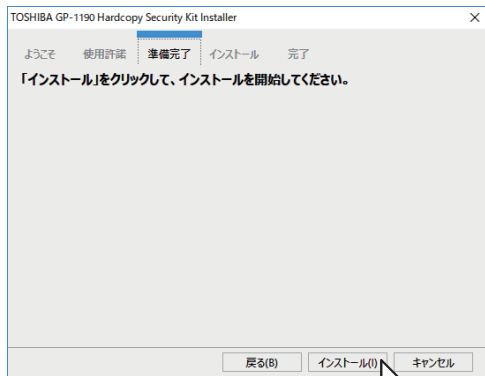 TOSHIBA GP-1190 Hardcopy Security Kit Installer
ようこそ 使用許諾 準備完了 インストール 完了
「インストール」をクリックして、インストールを開始してください。
戻る(B) インストール(I) キャンセル